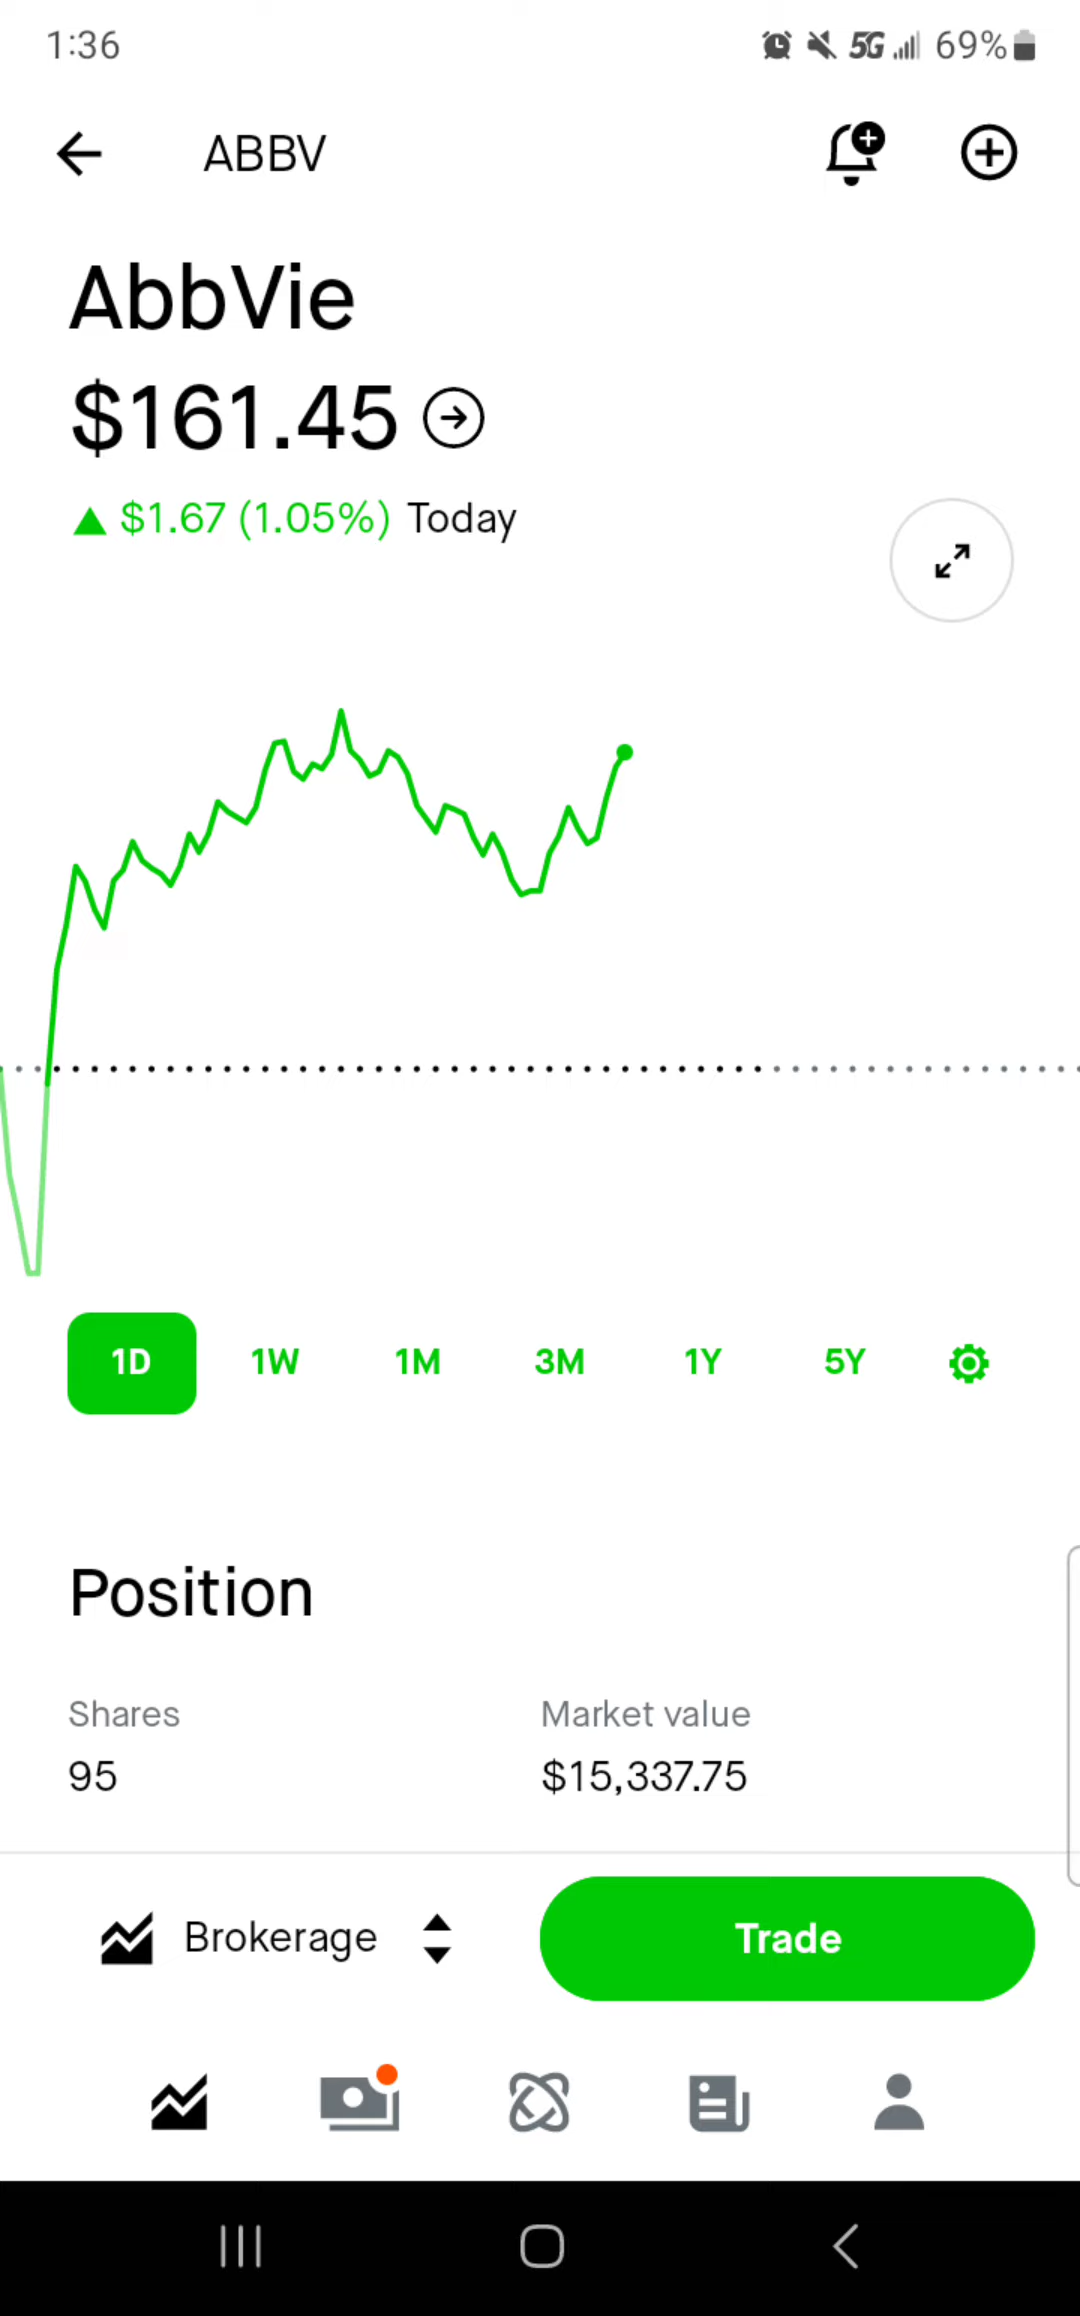 1:36 5G 69%
ABBV
AbbVie
$161.45
$1.67 (1.05%) Today
1D 1W 1M 3M 1Y 5Y
Position
Shares Market value
95 $15,337.75
Brokerage Trade